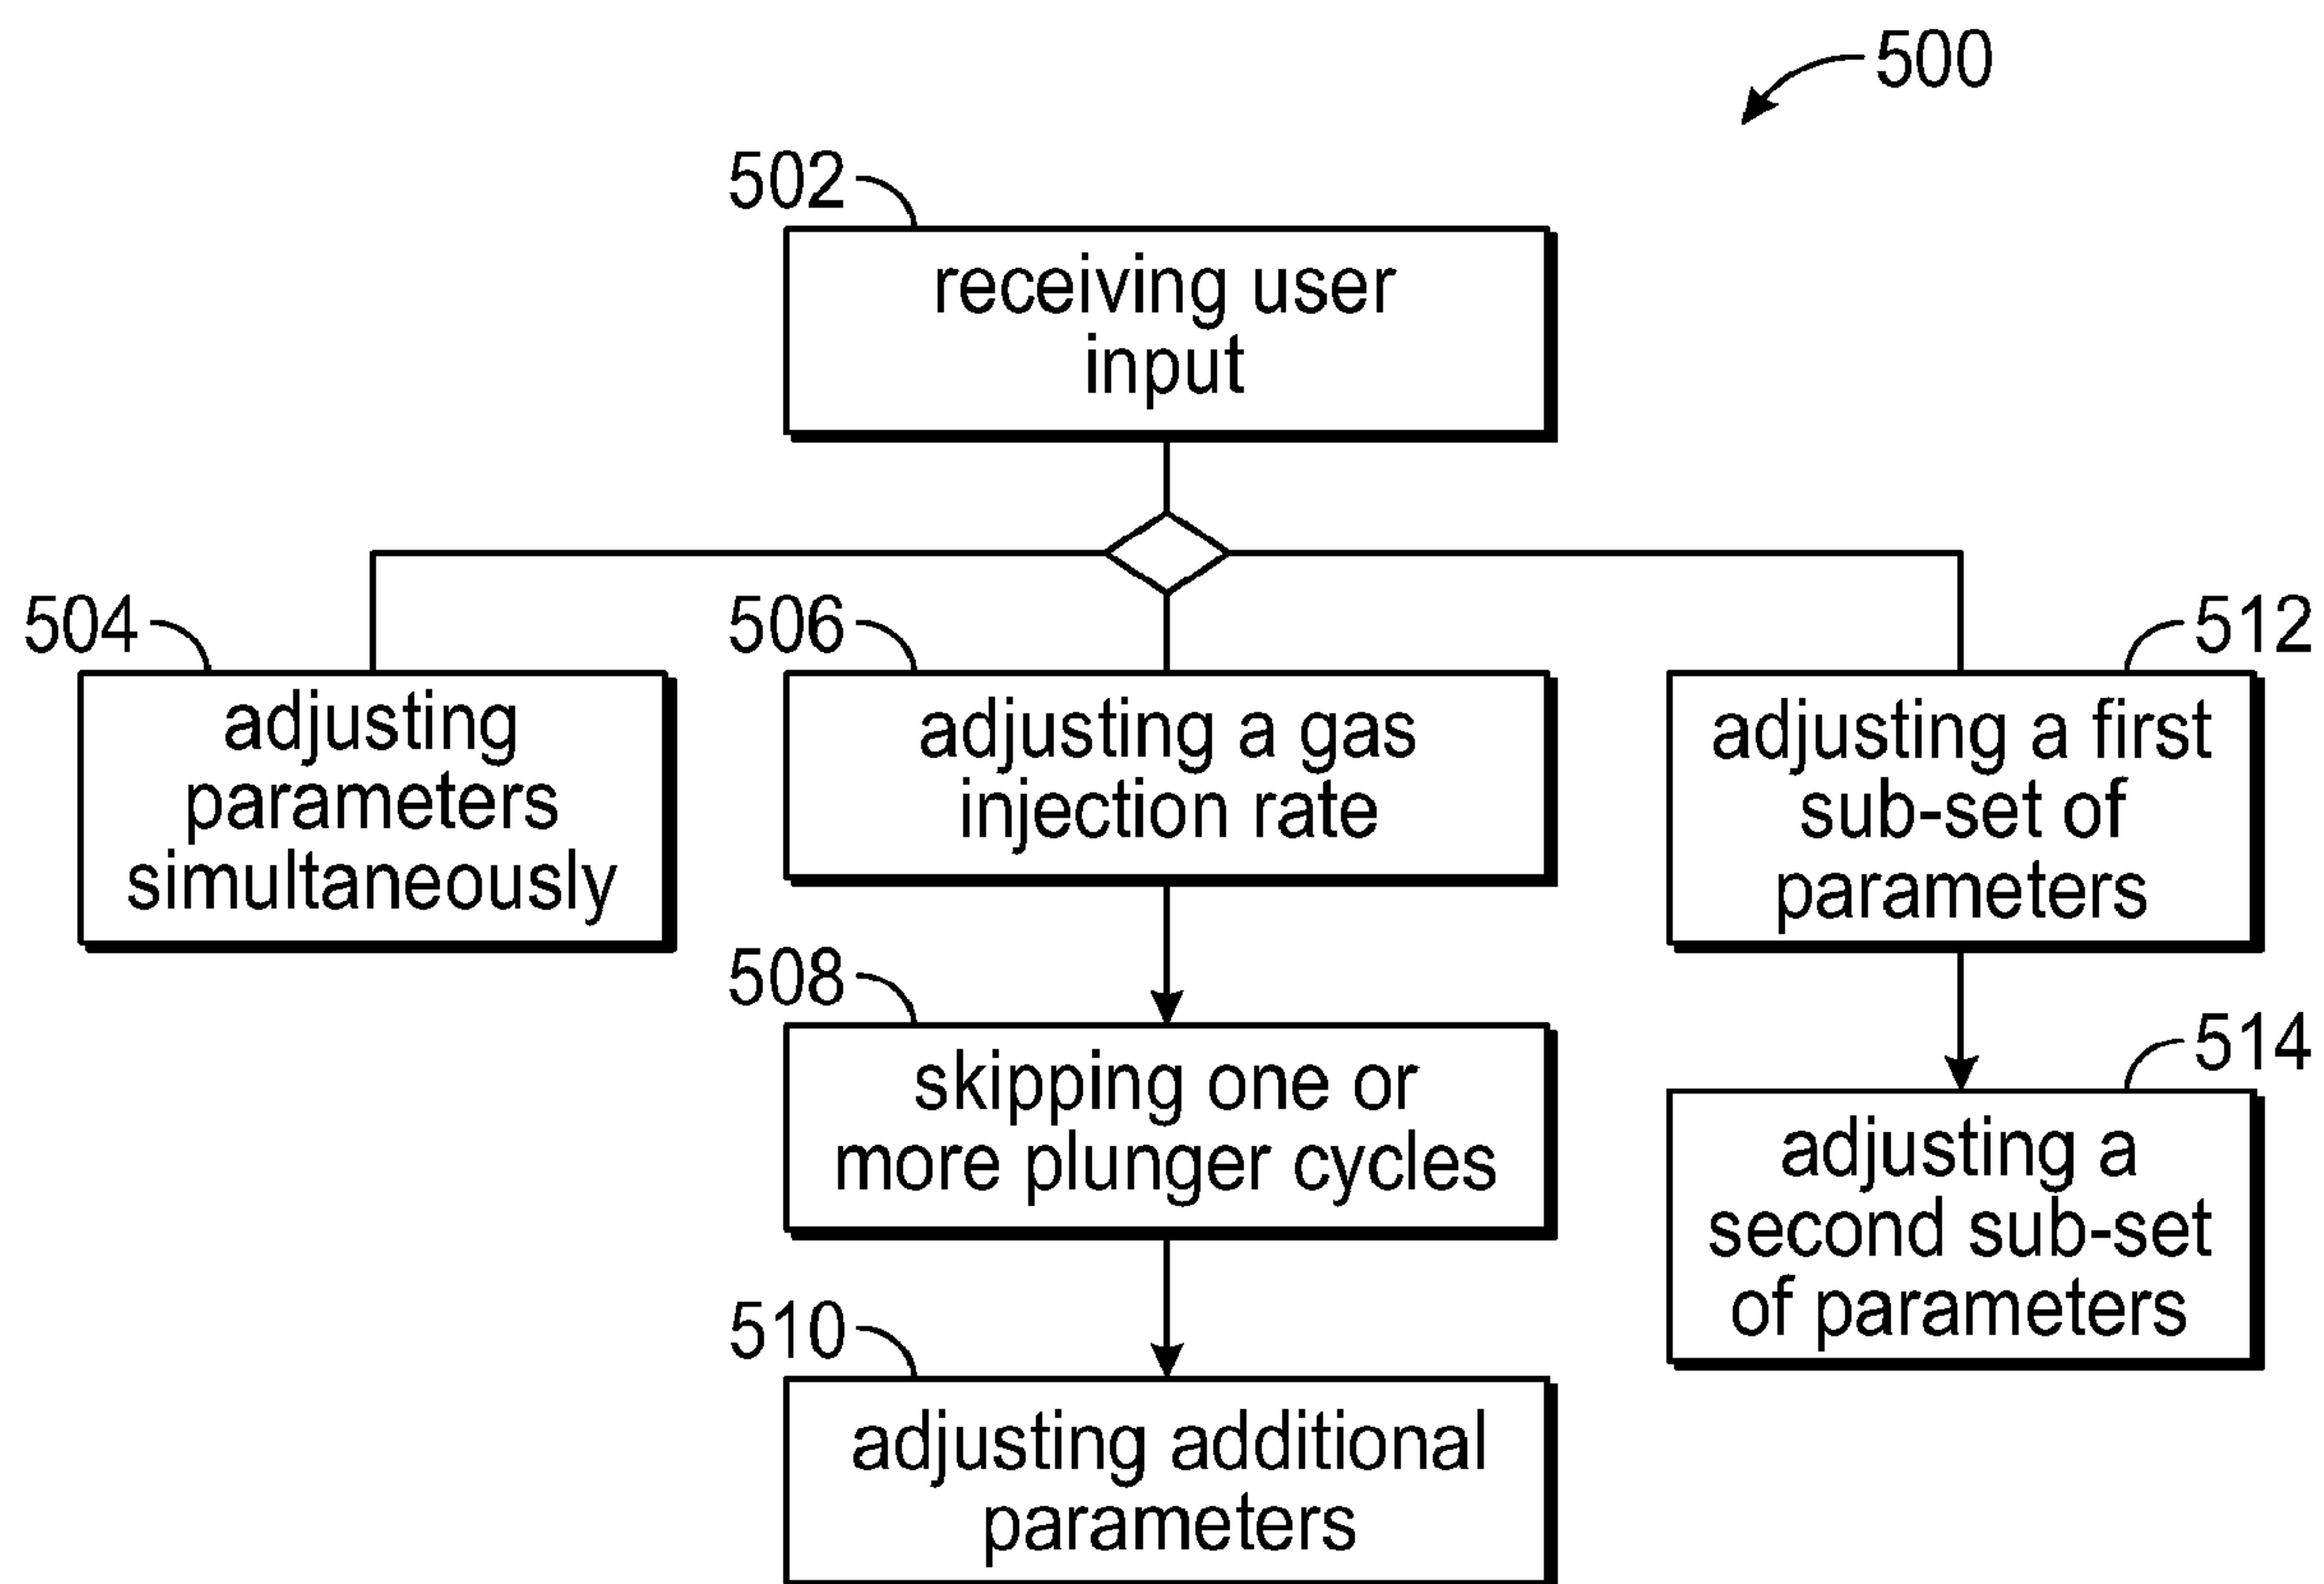 500
502
receiving user
input
504
adjusting
parameters
simultaneously
506
adjusting a gas
injection rate
508
skipping one or
more plunger cycles
510
adjusting additional
parameters
512
adjusting a first
sub-set of
parameters
514
adjusting a
second sub-set
of parameters